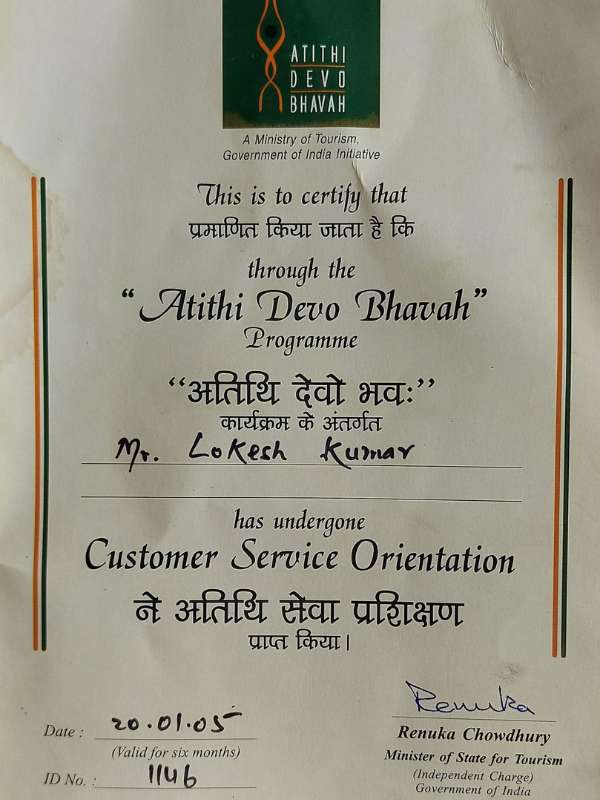 ATITHI
DEVO
BHAVAH
A Ministry of Tourism,
Government of India Initiative
This is to certify that
प्रमाणित किया जाता है कि
through the
“Atithi Devo Bhavah”
Programme
“अतिथि देवो भवः”
कार्यक्रम के अंतर्गत
Mr. Lokesh Kumar
has undergone
Customer Service Orientation
ने अतिथि सेवा प्रशिक्षण
प्राप्त किया।
Renuka
Date : 20.01.05
Renuka Chowdhury
(Valid for six months)
Minister of State for Tourism
ID No. : 1146
(Independent Charge)
Government of India